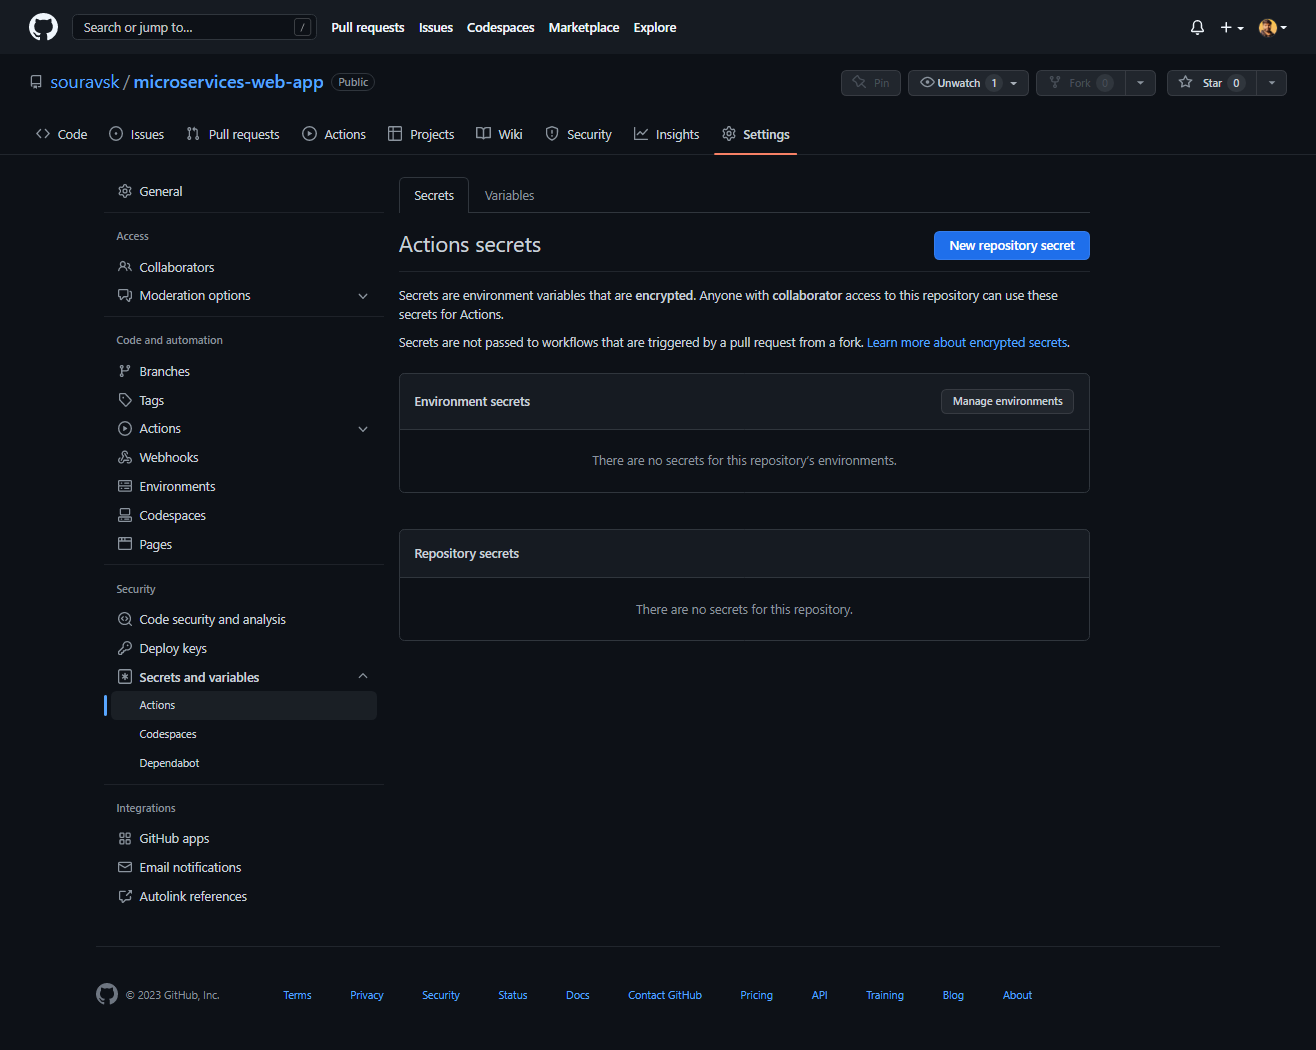 Search or jump to... /
Pull requests Issues Codespaces Marketplace Explore
souravsk / microservices-web-app Public
Pin Unwatch 1 Fork 0 Star 0
Code Issues Pull requests Actions Projects Wiki Security Insights Settings
General
Access
Collaborators
Moderation options
Code and automation
Branches
Tags
Actions
Webhooks
Environments
Codespaces
Pages
Security
Code security and analysis
Deploy keys
Secrets and variables
Actions
Codespaces
Dependabot
Integrations
GitHub apps
Email notifications
Autolink references
Secrets Variables
Actions secrets
New repository secret
Secrets are environment variables that are encrypted. Anyone with collaborator access to this repository can use these
secrets for Actions.
Secrets are not passed to workflows that are triggered by a pull request from a fork. Learn more about encrypted secrets.
Environment secrets
Manage environments
There are no secrets for this repository's environments.
Repository secrets
There are no secrets for this repository.
© 2023 GitHub, Inc. Terms Privacy Security Status Docs Contact GitHub Pricing API Training Blog About